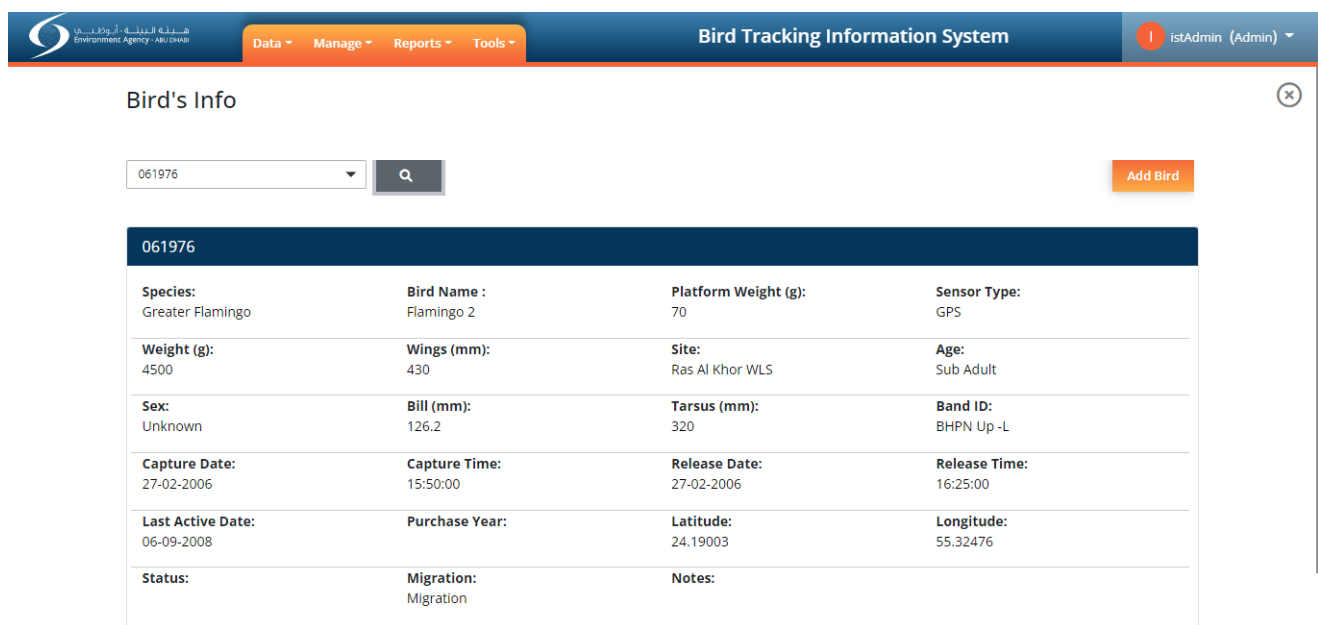 هـــيـئـة الـبيئـــة - أبـوظـبـــي
Environment Agency - ABU DHABI
Data Manage Reports Tools
Bird Tracking Information System
I istAdmin (Admin)
Bird's Info
061976
Add Bird
061976
Species: Bird Name : Platform Weight (g): Sensor Type:
Greater Flamingo Flamingo 2 70 GPS
Weight (g): Wings (mm): Site: Age:
4500 430 Ras Al Khor WLS Sub Adult
Sex: Bill (mm): Tarsus (mm): Band ID:
Unknown 126.2 320 BHPN Up -L
Capture Date: Capture Time: Release Date: Release Time:
27-02-2006 15:50:00 27-02-2006 16:25:00
Last Active Date: Purchase Year: Latitude: Longitude:
06-09-2008 24.19003 55.32476
Status: Migration: Notes:
Migration